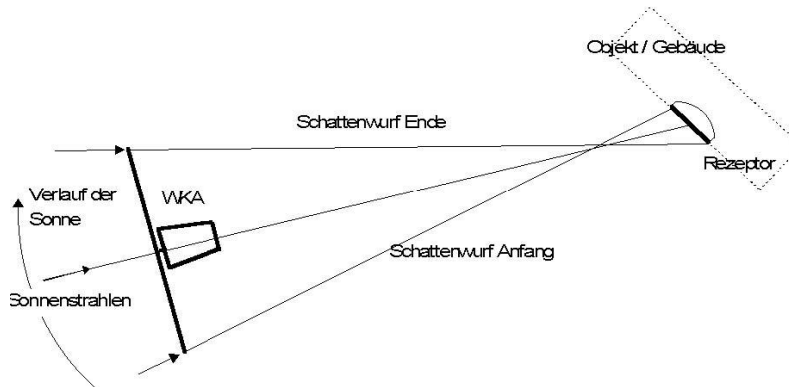 Objekt / Gebäude
Schattenwurf Ende
Rezeptor
Verlauf der
Sonne
WKA
Schattenwurf Anfang
Sonnenstrahlen